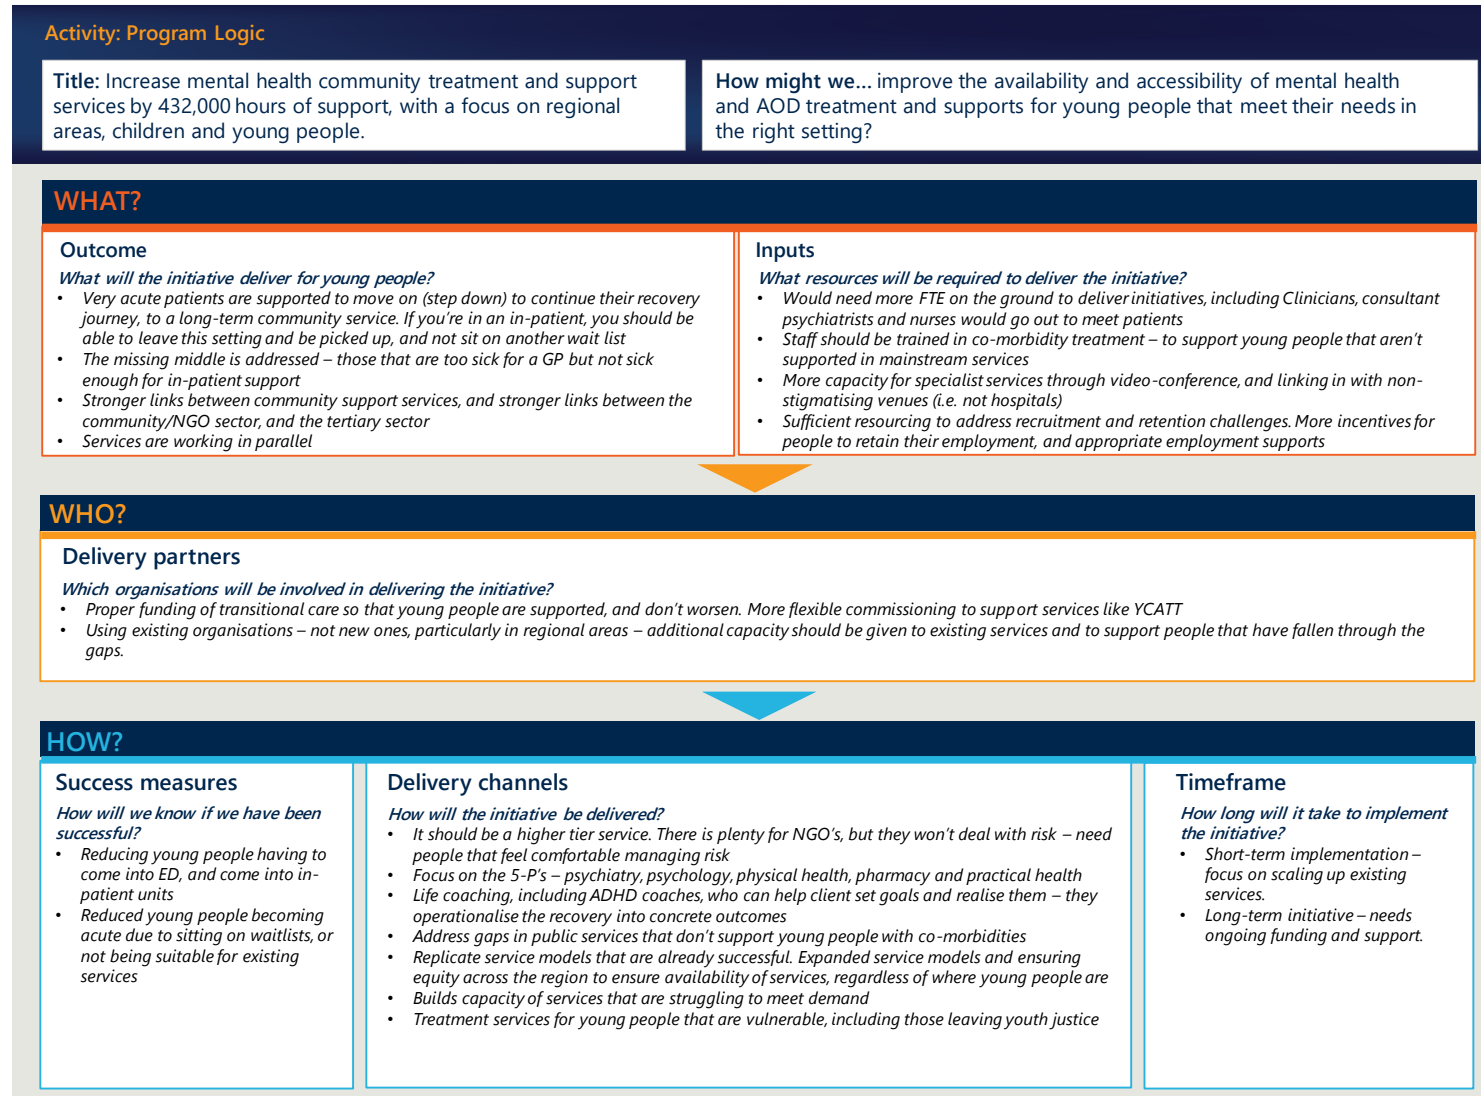 Activity: Program Logic
Title: Increase mental health community treatment and support
services by 432,000 hours of support, with a focus on regional
areas, children and young people.
How might we... improve the availability and accessibility of mental health
and AOD treatment and supports for young people that meet their needs in
the right setting?
WHAT?
Outcome
What will the initiative deliver for young people?
• Very acute patients are supported to move on (step down) to continue their recovery
journey, to a long-term community service. If you're in an in-patient, you should be
able to leave this setting and be picked up, and not sit on another wait list
• The missing middle is addressed – those that are too sick for a GP but not sick
enough for in-patient support
• Stronger links between community support services, and stronger links between the
community/NGO sector, and the tertiary sector
• Services are working in parallel
Inputs
What resources will be required to deliver the initiative?
• Would need more FTE on the ground to deliver initiatives, including Clinicians, consultant
psychiatrists and nurses would go out to meet patients
• Staff should be trained in co-morbidity treatment – to support young people that aren't
supported in mainstream services
• More capacity for specialist services through video-conference, and linking in with non-
stigmatising venues (i.e. not hospitals)
• Sufficient resourcing to address recruitment and retention challenges. More incentives for
people to retain their employment, and appropriate employment supports
WHO?
Delivery partners
Which organisations will be involved in delivering the initiative?
• Proper funding of transitional care so that young people are supported, and don't worsen. More flexible commissioning to support services like YCATT
• Using existing organisations – not new ones, particularly in regional areas – additional capacity should be given to existing services and to support people that have fallen through the
gaps.
HOW?
Success measures
How will we know if we have been
successful?
• Reducing young people having to
come into ED, and come into in-
patient units
• Reduced young people becoming
acute due to sitting on waitlists, or
not being suitable for existing
services
Delivery channels
How will the initiative be delivered?
• It should be a higher tier service. There is plenty for NGO's, but they won't deal with risk – need
people that feel comfortable managing risk
• Focus on the 5-P's – psychiatry, psychology, physical health, pharmacy and practical health
• Life coaching, including ADHD coaches, who can help client set goals and realise them – they
operationalise the recovery into concrete outcomes
• Address gaps in public services that don't support young people with co-morbidities
• Replicate service models that are already successful. Expanded service models and ensuring
equity across the region to ensure availability of services, regardless of where young people are
• Builds capacity of services that are struggling to meet demand
• Treatment services for young people that are vulnerable, including those leaving youth justice
Timeframe
How long will it take to implement
the initiative?
• Short-term implementation –
focus on scaling up existing
services.
• Long-term initiative – needs
ongoing funding and support.